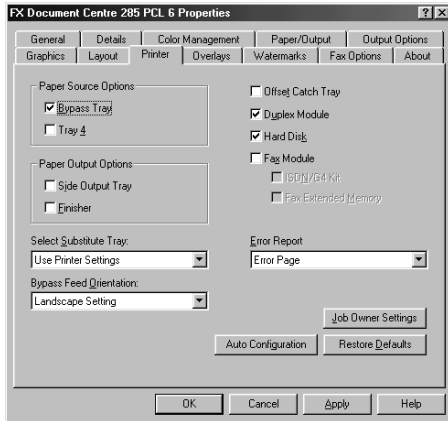 FX Document Centre 285 PCL 6 Properties
General Details Color Management Paper/Output Output Options
Graphics Layout Printer Overlays Watermarks Fax Options About
Paper Source Options
Bypass Tray
Tray 4
Paper Output Options
Side Output Tray
Finisher
Select Substitute Tray:
Use Printer Settings
Bypass Feed Orientation:
Landscape Setting
Offset Catch Tray
Duplex Module
Hard Disk
Fax Module
ISDN/G4 Kit
Fax Extended Memory
Error Report
Error Page
Job Owner Settings
Auto Configuration Restore Defaults
OK Cancel Apply Help